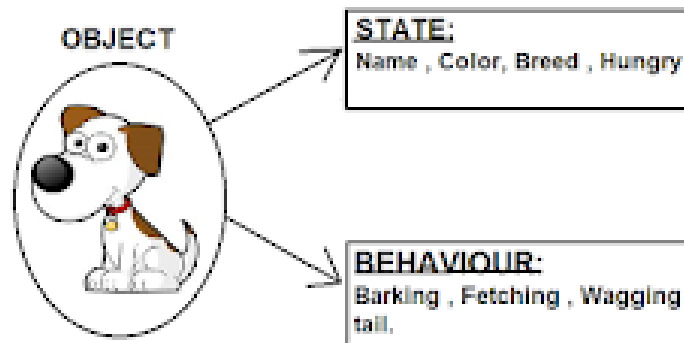 OBJECT
STATE:
Name , Color, Breed , Hungry
BEHAVIOUR:
Barking , Fetching , Wagging
tail.